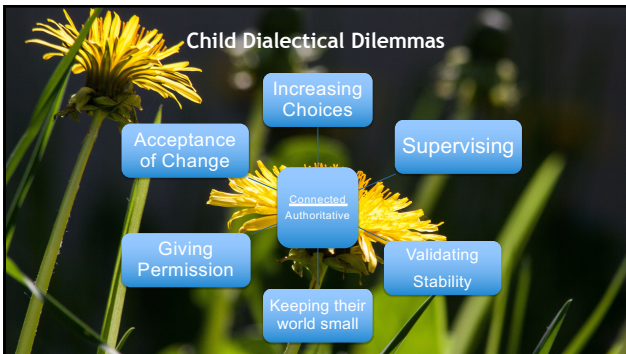 Child Dialectical Dilemmas
Increasing
Choices
Acceptance
of Change
Supervising
Connected
Authoritative
Giving
Permission
Validating
Stability
Keeping their
world small